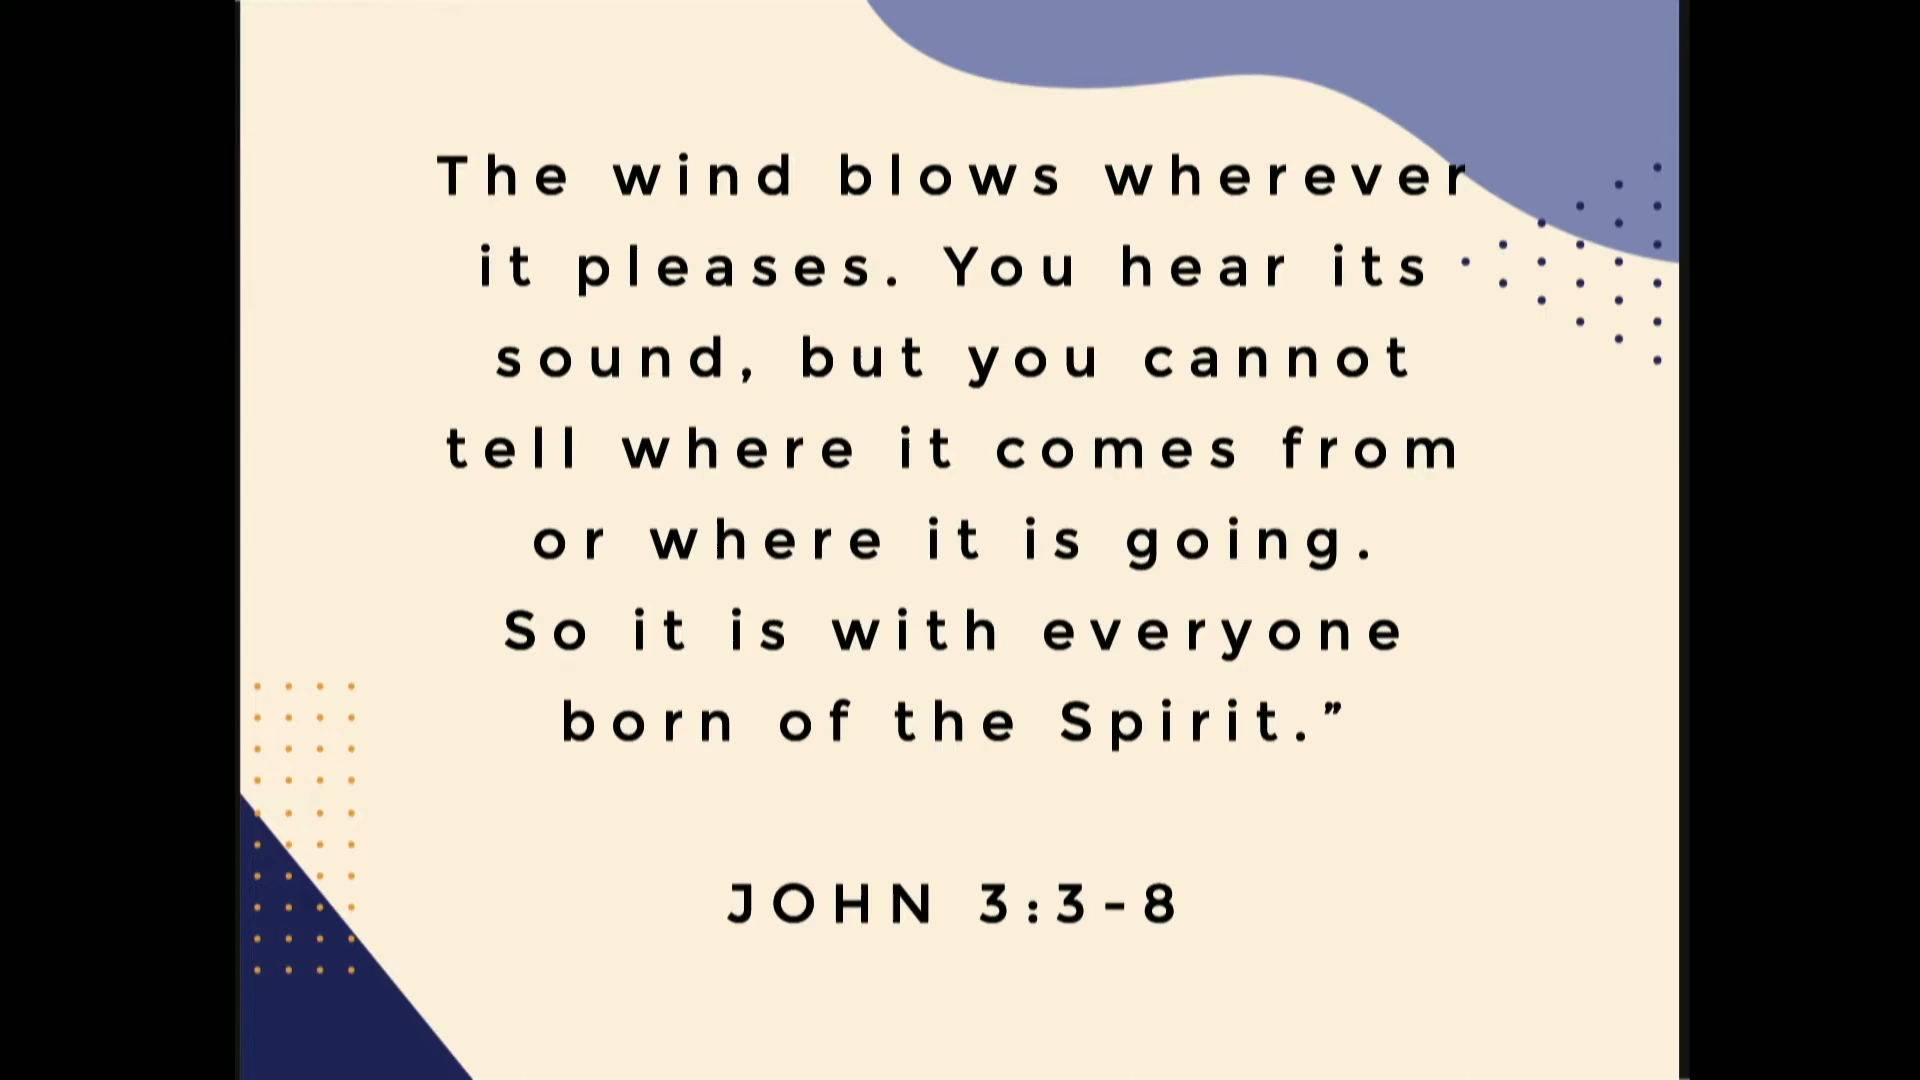 The wind blows wherever
it pleases. You hear its
sound, but you cannot
tell where it comes from
or where it is going.
So it is with everyone
born of the Spirit.”
JOHN 3:3-8